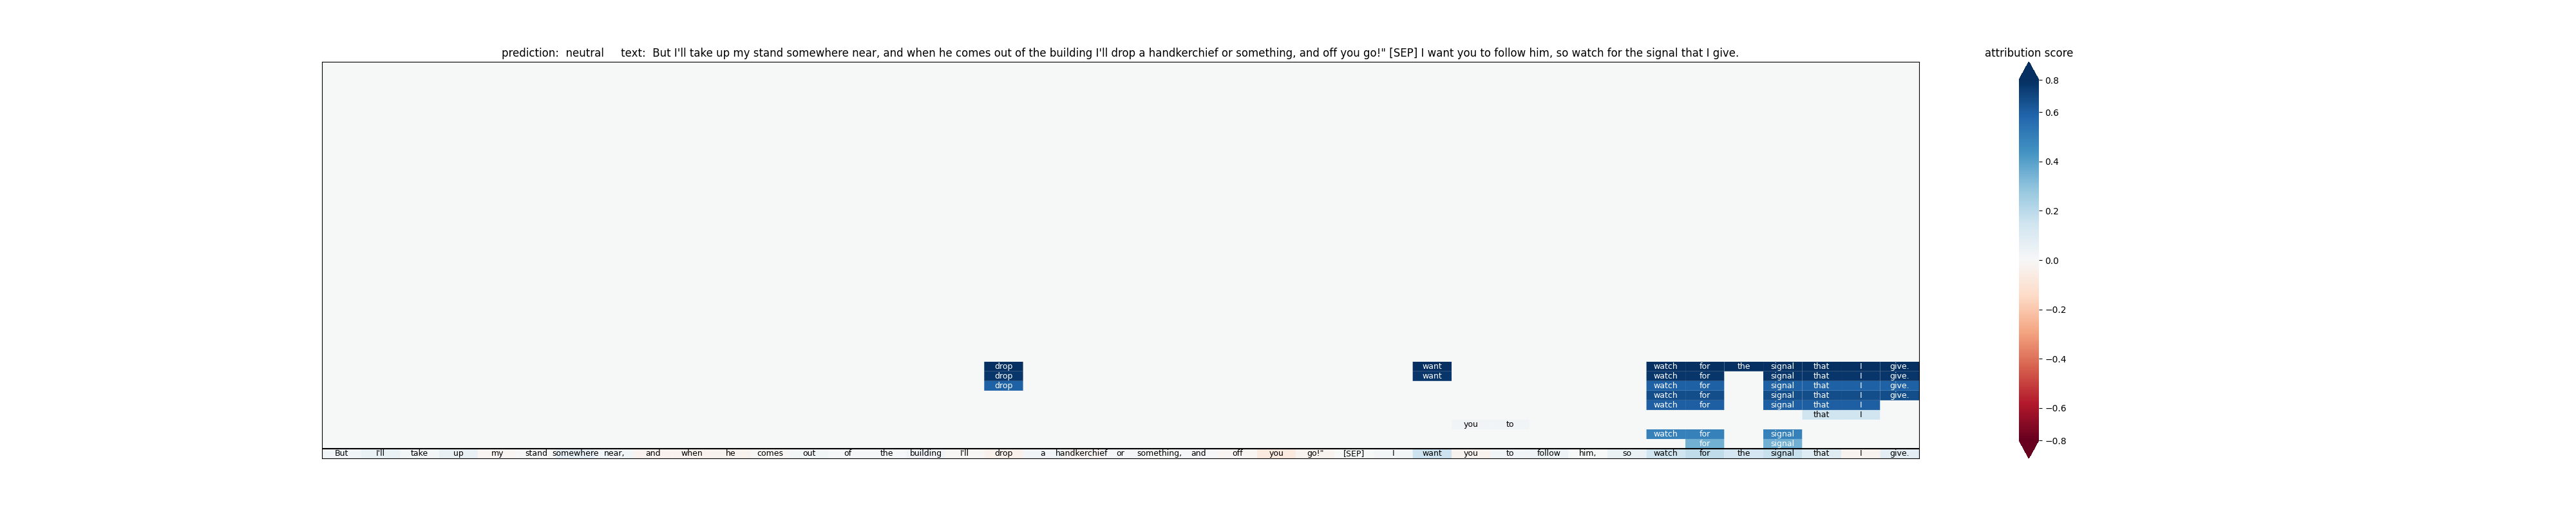 prediction:  neutral     text:  But I'll take up my stand somewhere near, and when he comes out of the building I'll drop a handkerchief or something, and off you go!" [SEP] I want you to follow him, so watch for the signal that I give.
attribution score
0.8
0.6
0.4
0.2
0.0
−0.2
−0.4
−0.6
−0.8
drop want watch for the signal that I give.
drop want watch for signal that I give.
drop watch for signal that I give.
watch for signal that I give.
watch for signal that I
that I
you to
watch for signal
for signal
But I'll take up my stand somewhere near, and when he comes out of the building I'll drop a handkerchief or something, and off you go!" [SEP] I want you to follow him, so watch for the signal that I give.